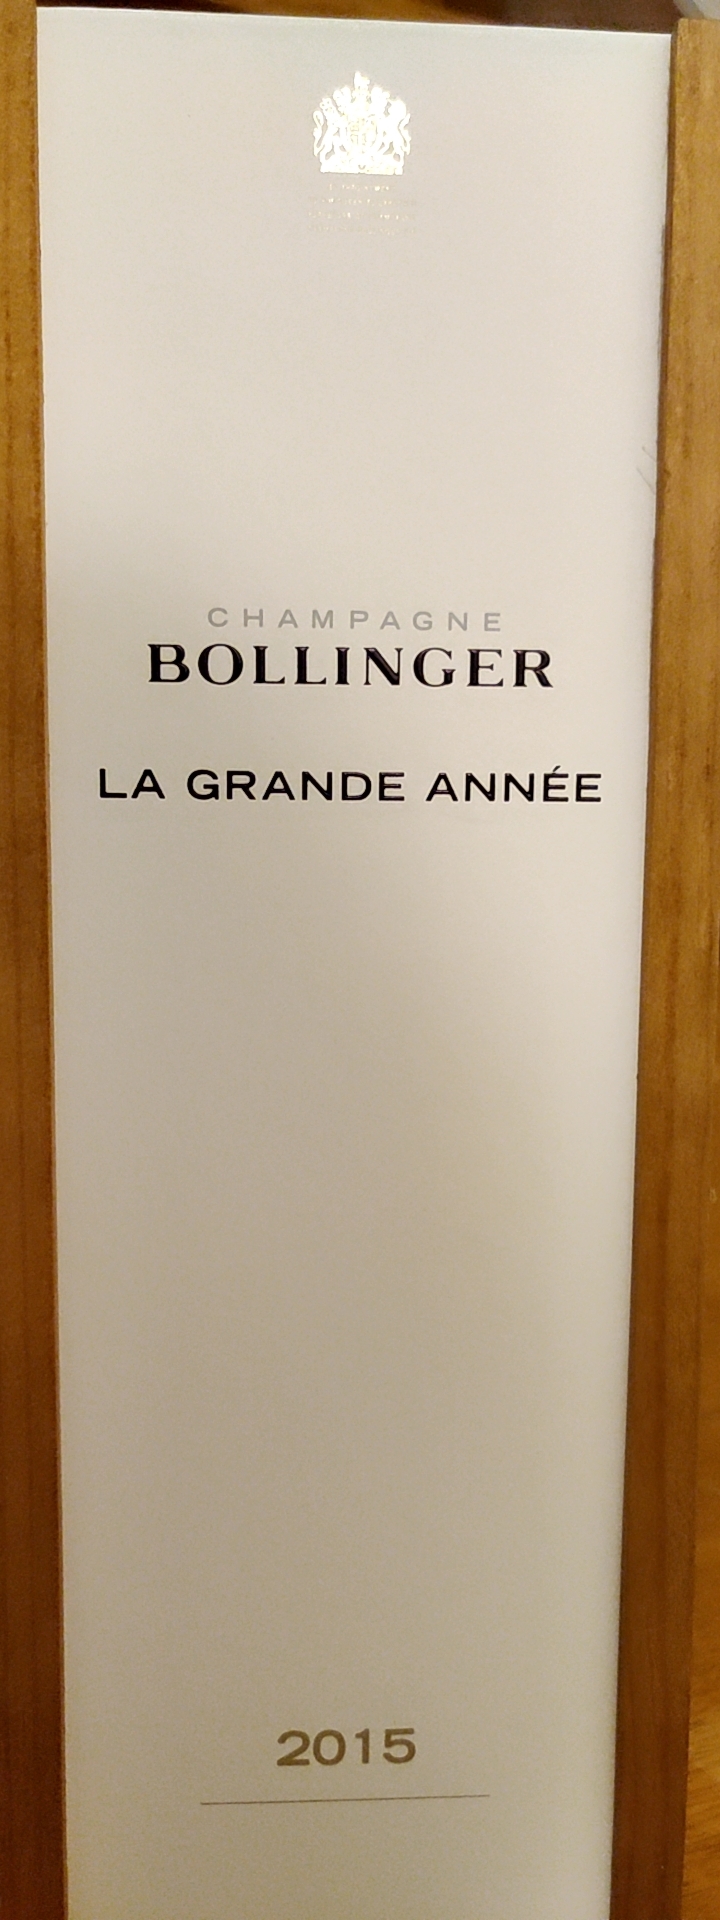 CHAMPAGNE
BOLLINGER
LA GRANDE ANNÉE
2015